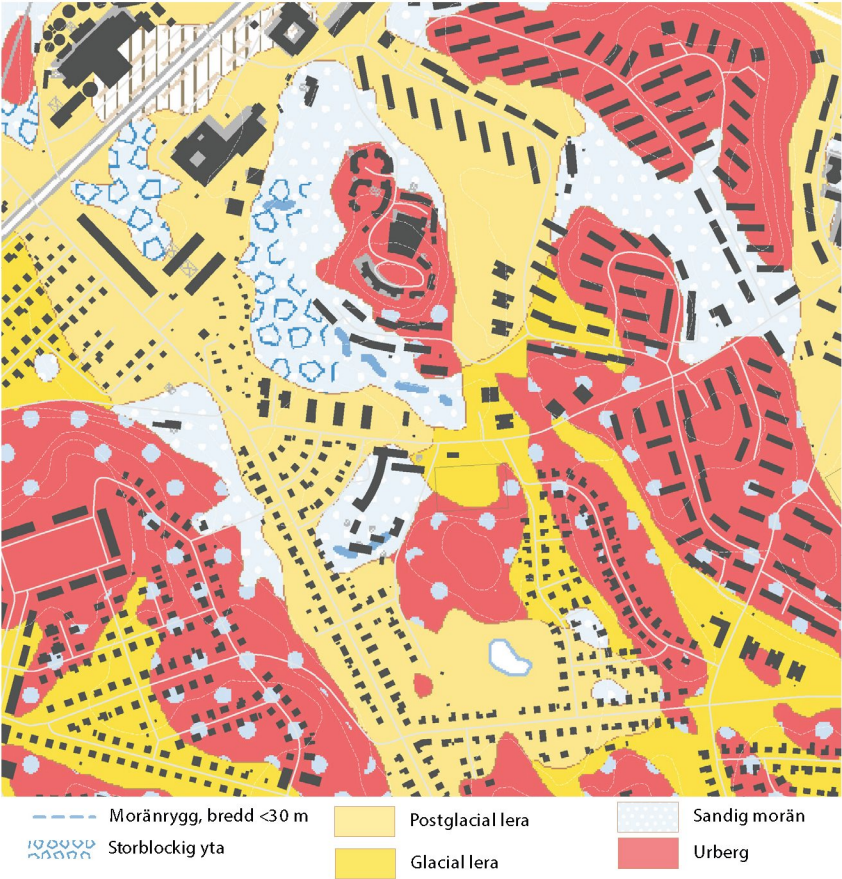 Moränrygg, bredd <30 m
Storblockig yta
Postglacial lera
Glacial lera
Sandig morän
Urberg